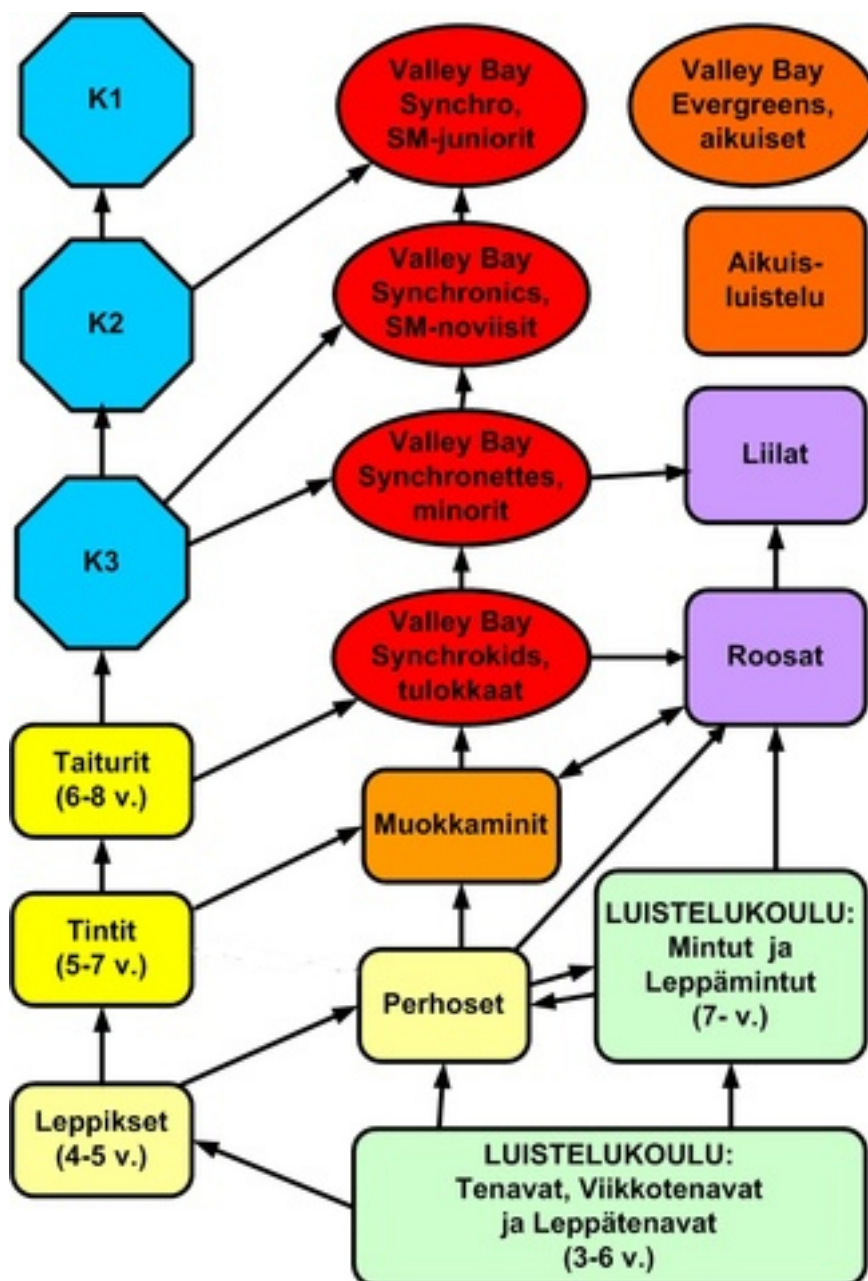 K1
Valley Bay
Synchro,
SM-juniorit
Valley Bay
Evergreens,
aikuiset
K2
Valley Bay
Synchronics,
SM-noviisit
Aikuis-
luistelu
K3
Valley Bay
Synchronettes,
minorit
Liilat
Valley Bay
Synchrokids,
tulokkaat
Roosat
Taiturit
(6-8 v.)
Muokkaminit
Tintit
(5-7 v.)
Perhoset
LUISTELUKOULU:
Mintut ja
Leppämintut
(7- v.)
Leppikset
(4-5 v.)
LUISTELUKOULU:
Tenavat, Viikkotenavat
ja Leppätenavat
(3-6 v.)